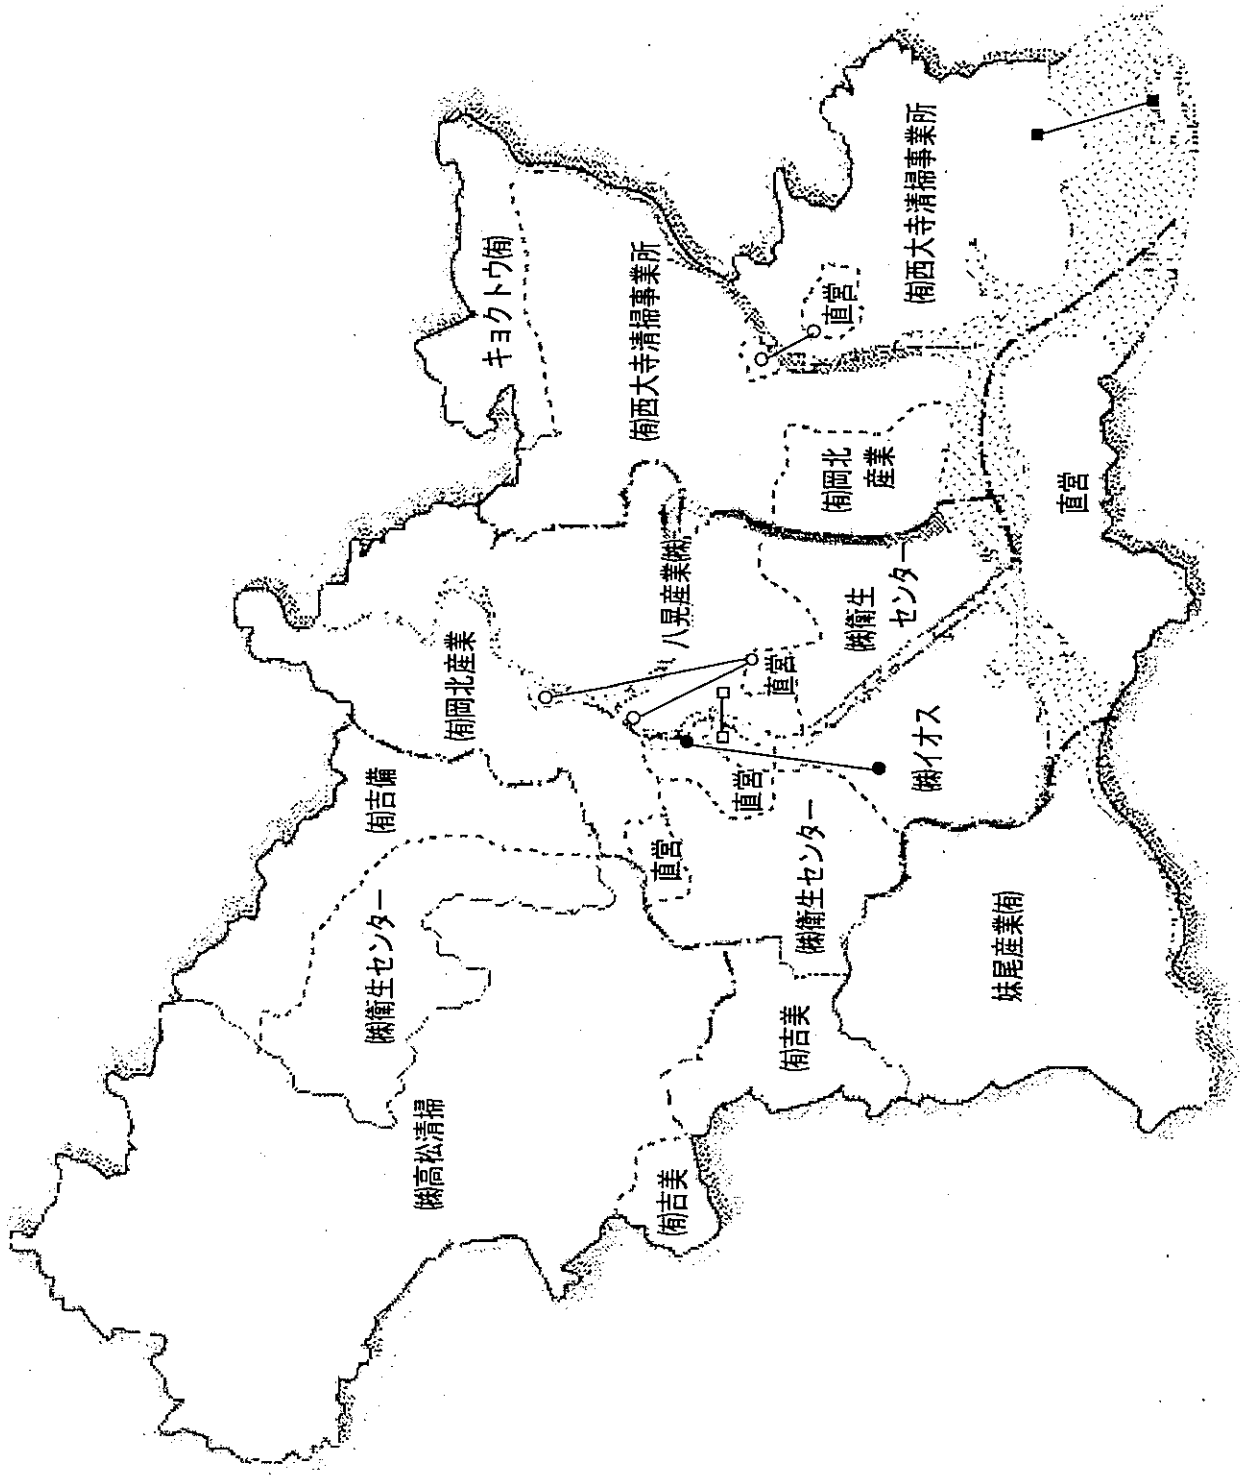 キョクトウ㈲
㈲西大寺清掃事業所
㈲西大寺清掃事業所
直営
㈲岡北
産業
直営
八晃産業㈱
㈱衛生
センター
㈲岡北産業
直営
㈲吉備
直営
㈱イオス
直営
㈱衛生センター
㈱衛生センター
妹尾産業㈲
㈲吉美
㈱高松清掃
㈲吉美